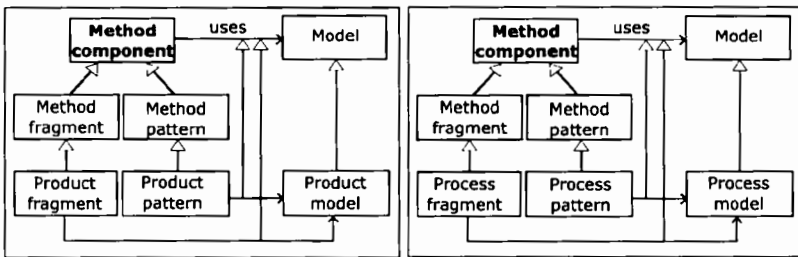 Method
component
uses
Model
Method
fragment
Method
pattern
Product
fragment
Product
pattern
Product
model
Method
component
uses
Model
Method
fragment
Method
pattern
Process
fragment
Process
pattern
Process
model